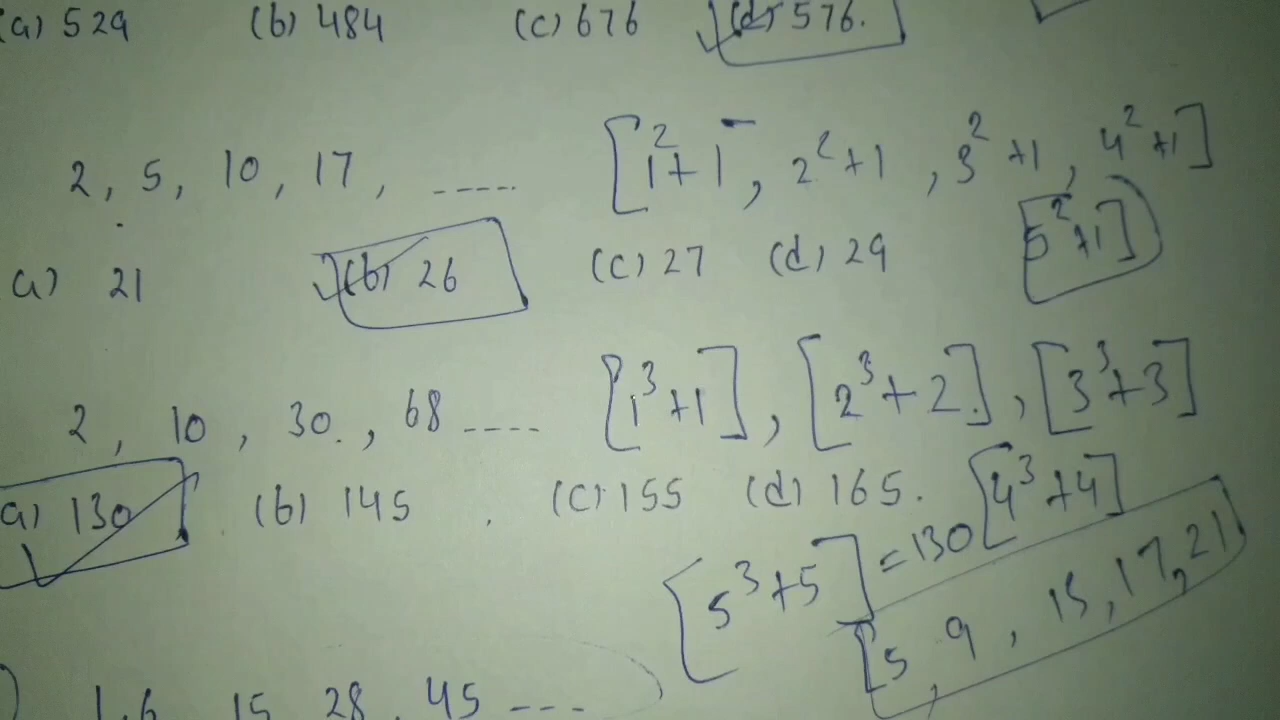 (a) 529 (b) 484 (c) 676 (d) 576.
2, 5, 10, 17, ...... [1²+1, 2²+1, 3²+1, 4²+1]
[5²+1]
a) 21 (b) 26 (c) 27 (d) 29
2, 10, 30, 68 ---- [1³+1], [2³+2], [3³+3]
a) 130 (b) 145 (c) 155 (d) 165. [4³+4]
[5³+5] = 130
[5, 9, 15, 17, 21
1, 6, 15, 28, 45 ---